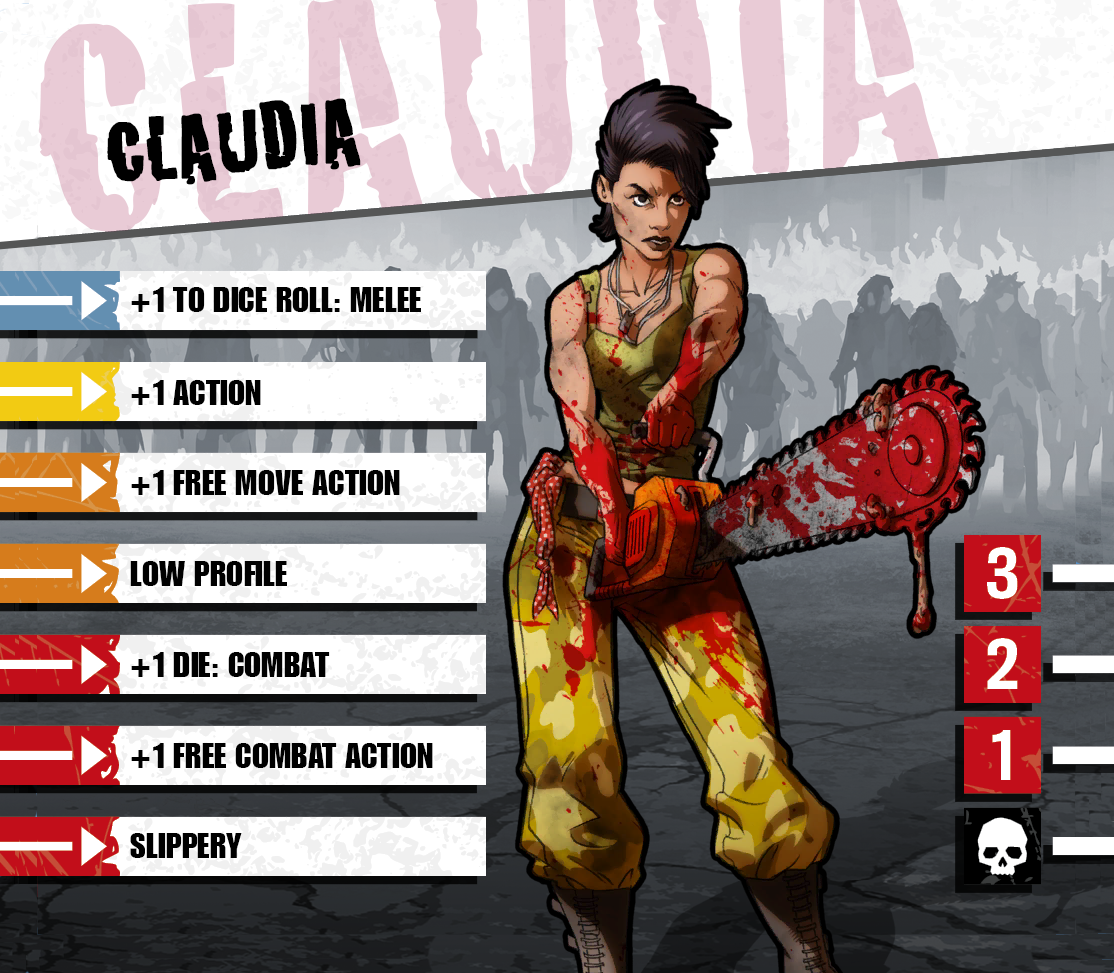 CLAUDIA
CLAUDIA
+1 TO DICE ROLL: MELEE
+1 ACTION
+1 FREE MOVE ACTION
LOW PROFILE
+1 DIE: COMBAT
+1 FREE COMBAT ACTION
SLIPPERY
3
2
1